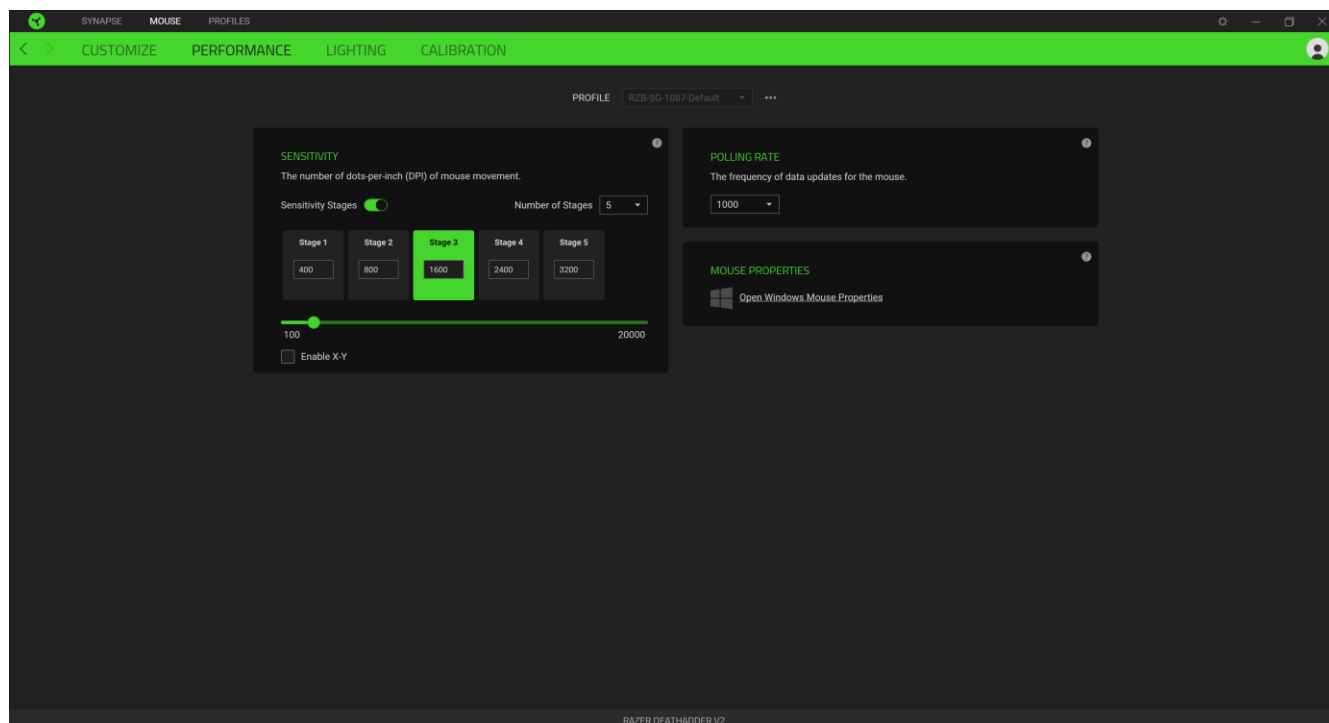 SYNAPSE MOUSE PROFILES
CUSTOMIZE PERFORMANCE LIGHTING CALIBRATION
PROFILE RZB-SG-1087-Default
SENSITIVITY
The number of dots-per-inch (DPI) of mouse movement.
Sensitivity Stages Number of Stages 5
Stage 1 Stage 2 Stage 3 Stage 4 Stage 5
400 800 1600 2400 3200
100 20000
Enable X-Y
POLLING RATE
The frequency of data updates for the mouse.
1000
MOUSE PROPERTIES
Open Windows Mouse Properties
RAZER DEATHADDER V2